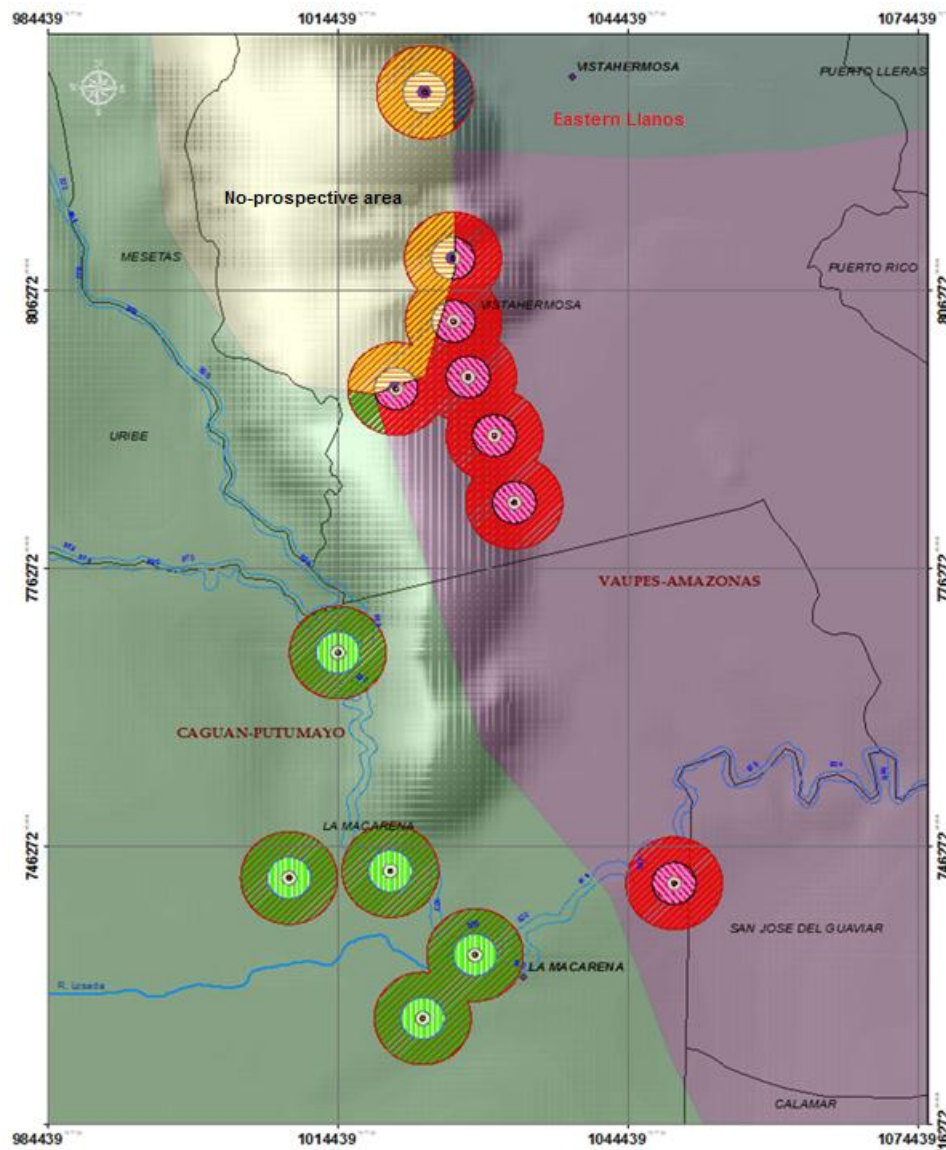 984439
1014439
1044439
1074439
VISTAHERMOSA
PUERTO LLERAS
Eastern Llanos
No-prospective area
MESETAS
PUERTO RICO
806272
806272
VISTAHERMOSA
URIBE
776272
776272
VAUPES-AMAZONAS
CAGUAN-PUTUMAYO
LA MACARENA
746272
746272
SAN JOSE DEL GUAVIAR
LA MACARENA
R. Losada
CALAMAR
984439
1014439
1044439
1074439